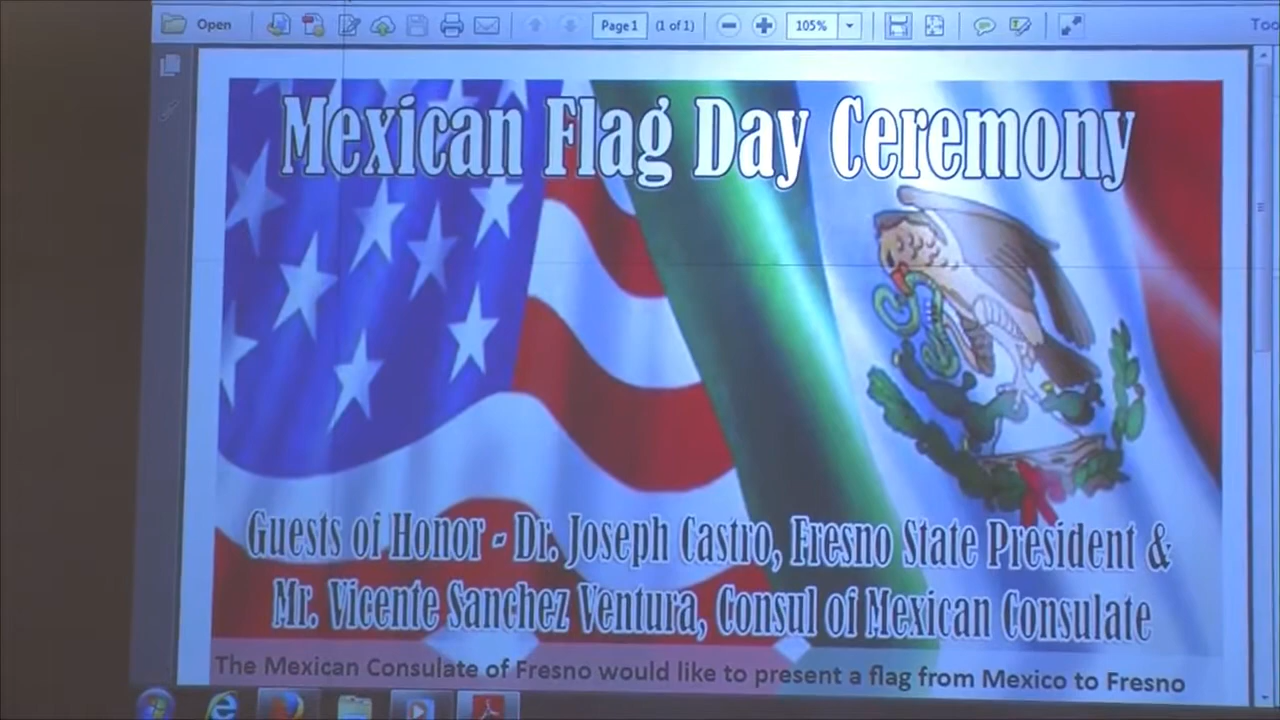 Open
Page1
(1 of 1)
105%
Too
Mexican Flag Day Ceremony
Guests of Honor - Dr. Joseph Castro, Fresno State President &
Mr. Vicente Sanchez Ventura, Consul of Mexican Consulate
The Mexican Consulate of Fresno would like to present a flag from Mexico to Fresno